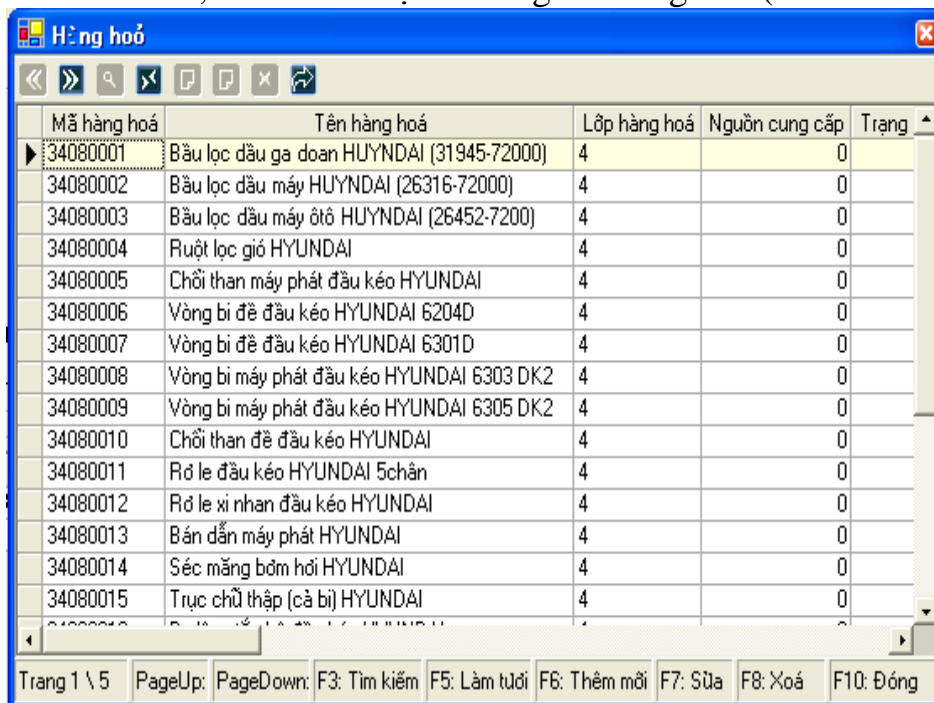 Hàng hoá
Mã hàng hoá Tên hàng hoá Lớp hàng hoá Nguồn cung cấp Trạng
34080001 Bầu lọc dầu ga doan HUYNDAI (31945-72000) 4 0
34080002 Bầu lọc dầu máy HUYNDAI (26316-72000) 4 0
34080003 Bầu lọc dầu máy ôtô HUYNDAI (26452-7200) 4 0
34080004 Ruột lọc gió HYUNDAI 4 0
34080005 Chổi than máy phát đầu kéo HYUNDAI 4 0
34080006 Vòng bi đề đầu kéo HYUNDAI 6204D 4 0
34080007 Vòng bi đề đầu kéo HYUNDAI 6301D 4 0
34080008 Vòng bi máy phát đầu kéo HYUNDAI 6303 DK2 4 0
34080009 Vòng bi máy phát đầu kéo HYUNDAI 6305 DK2 4 0
34080010 Chổi than đề đầu kéo HYUNDAI 4 0
34080011 Rơ le đầu kéo HYUNDAI 5chân 4 0
34080012 Rơ le xi nhan đầu kéo HYUNDAI 4 0
34080013 Bán dẫn máy phát HYUNDAI 4 0
34080014 Séc măng bơm hơi HYUNDAI 4 0
34080015 Trục chữ thập (cà bi) HYUNDAI 4 0
Trang 1 \ 5 PageUp: PageDown: F3: Tìm kiếm F5: Làm tươi F6: Thêm mới F7: Sửa F8: Xoá F10: Đóng